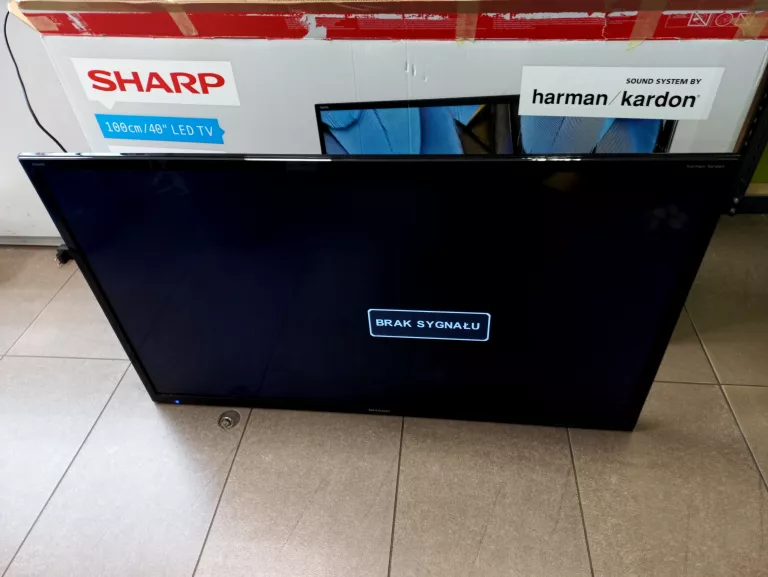 SHARP
SOUND SYSTEM BY
harman/kardon
100cm/40" LED TV
BRAK SYGNAŁU